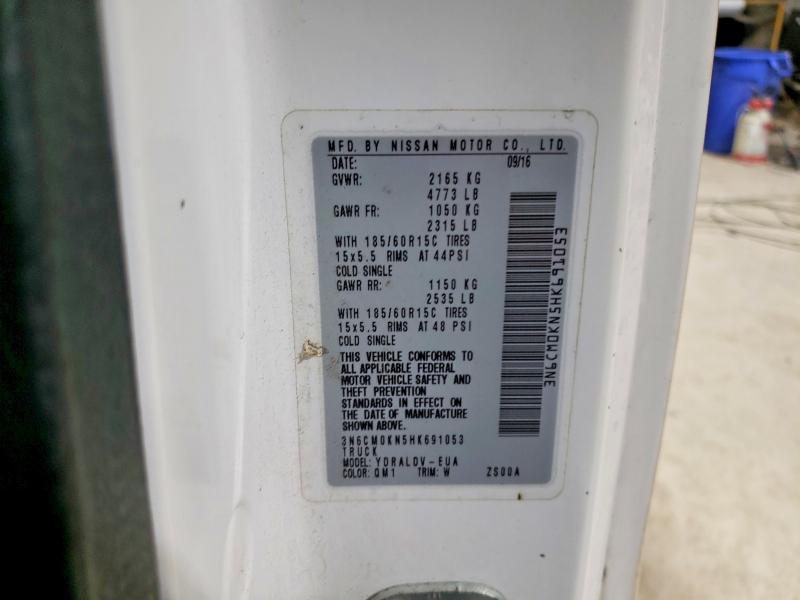 MFD. BY NISSAN MOTOR CO., LTD.
DATE: 09/16
GVWR: 2165 KG
4773 LB
GAWR FR: 1050 KG
2315 LB
WITH 185/60R15C TIRES
15x5.5 RIMS AT 44PSI
COLD SINGLE
GAWR RR: 1150 KG
2535 LB
WITH 185/60R15C TIRES
15x5.5 RIMS AT 48 PSI
COLD SINGLE
THIS VEHICLE CONFORMS TO
ALL APPLICABLE FEDERAL
MOTOR VEHICLE SAFETY AND
THEFT PREVENTION
STANDARDS IN EFFECT ON
THE DATE OF MANUFACTURE
SHOWN ABOVE.
3N6CM0KN5HK691053
TRUCK
MODEL: YDRALDV-EUA
COLOR: QM1 TRIM: W ZS00A
3N6CM0KN5HK691053